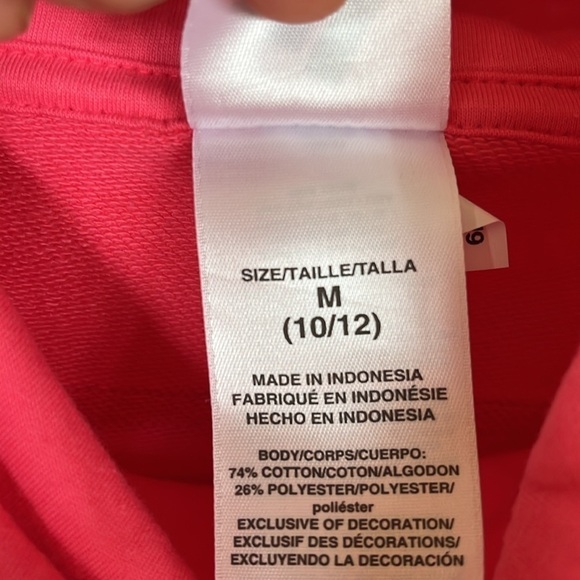 SIZE/TAILLE/TALLA
M
(10/12)
MADE IN INDONESIA
FABRIQUÉ EN INDONÉSIE
HECHO EN INDONESIA
BODY/CORPS/CUERPO:
74% COTTON/COTON/ALGODON
26% POLYESTER/POLYESTER/
poliéster
EXCLUSIVE OF DECORATION/
EXCLUSIF DES DÉCORATIONS/
EXCLUYENDO LA DECORACIÓN